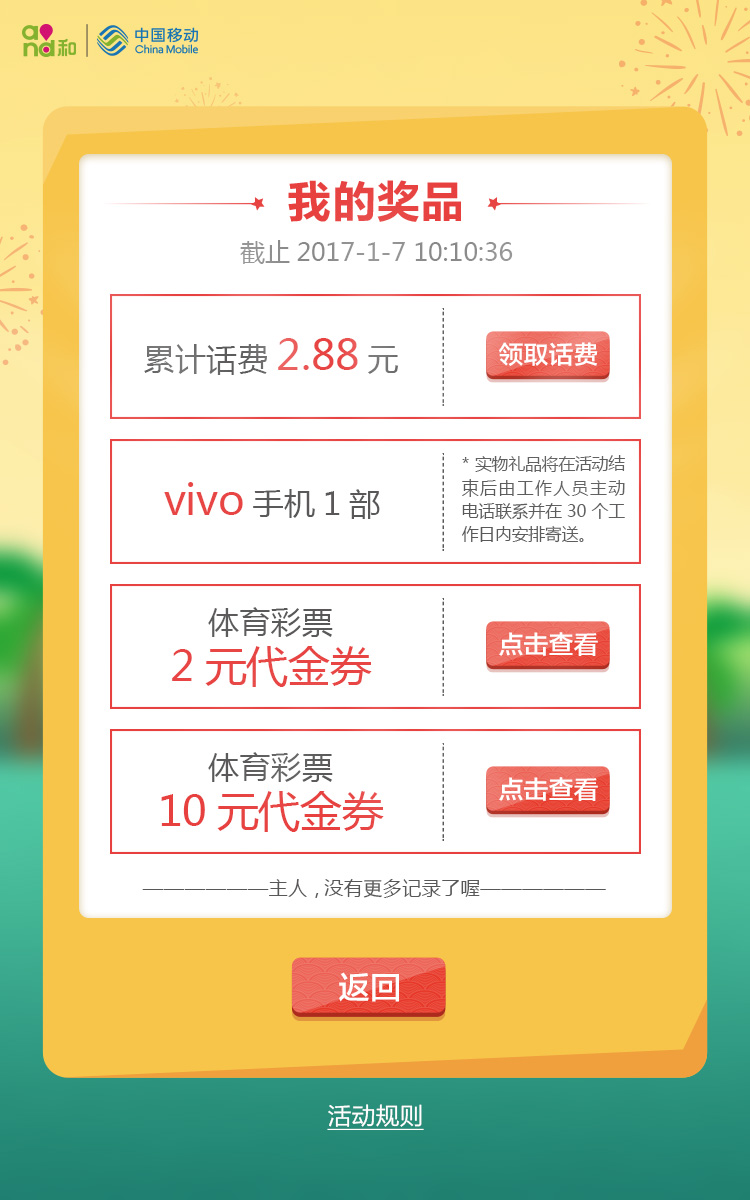 and和
中国移动
China Mobile
我的奖品
截止 2017-1-7 10:10:36
累计话费 2.88 元
领取话费
vivo 手机 1 部
* 实物礼品将在活动结
束后由工作人员主动
电话联系并在 30 个工
作日内安排寄送。
体育彩票
2 元代金券
点击查看
体育彩票
10 元代金券
点击查看
——————主人 , 没有更多记录了喔——————
返回
活动规则